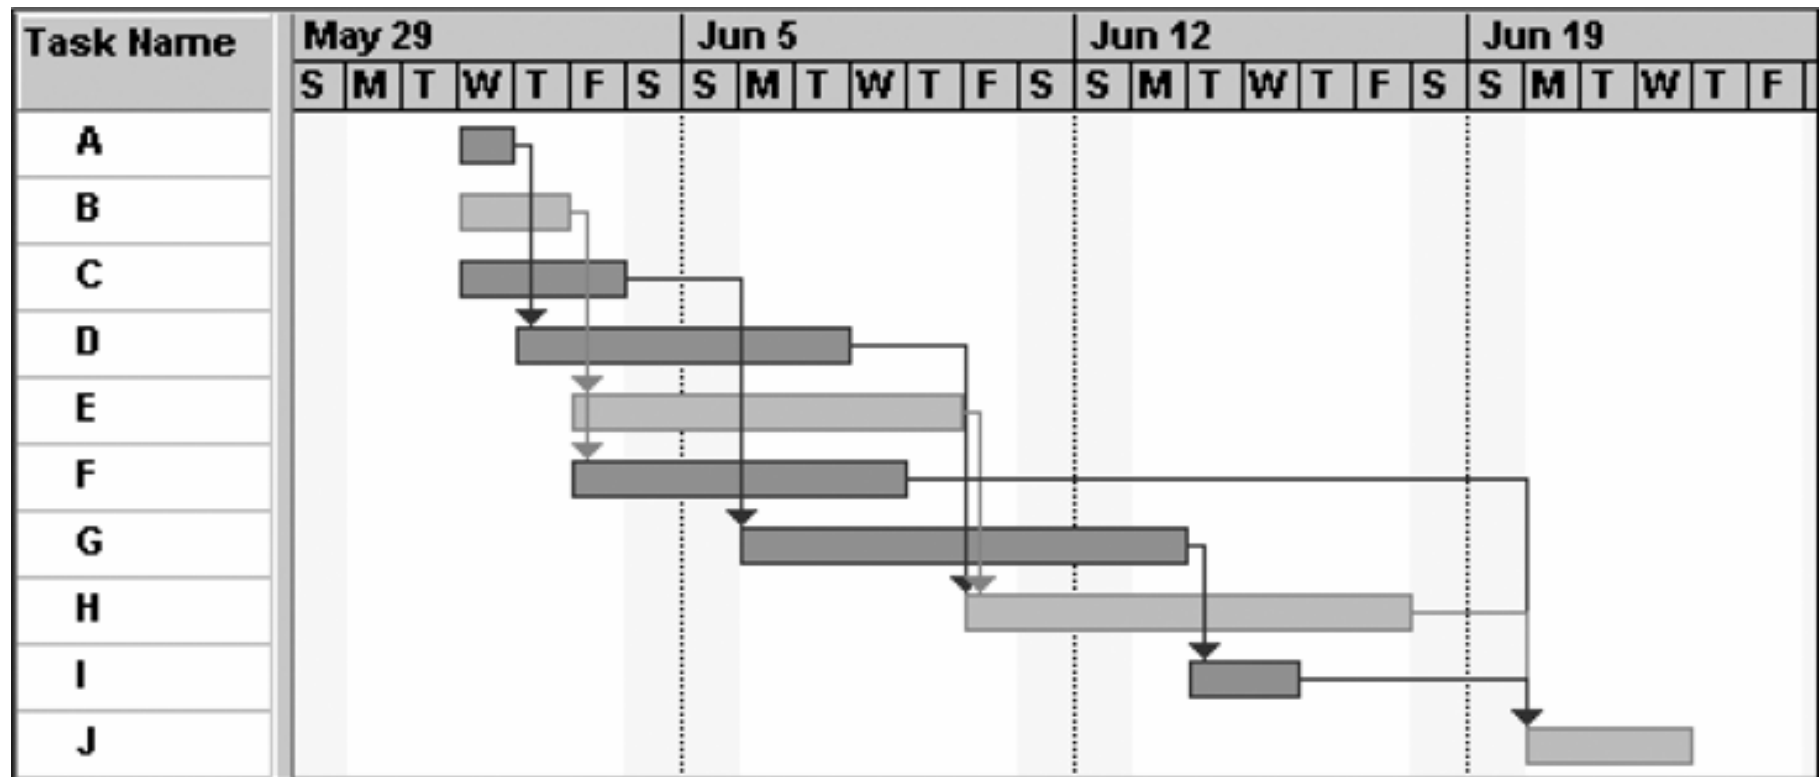 Task Name May 29 Jun 5 Jun 12 Jun 19
S M T W T F S S M T W T F S S M T W T F S S M T W T F
A
B
C
D
E
F
G
H
I
J